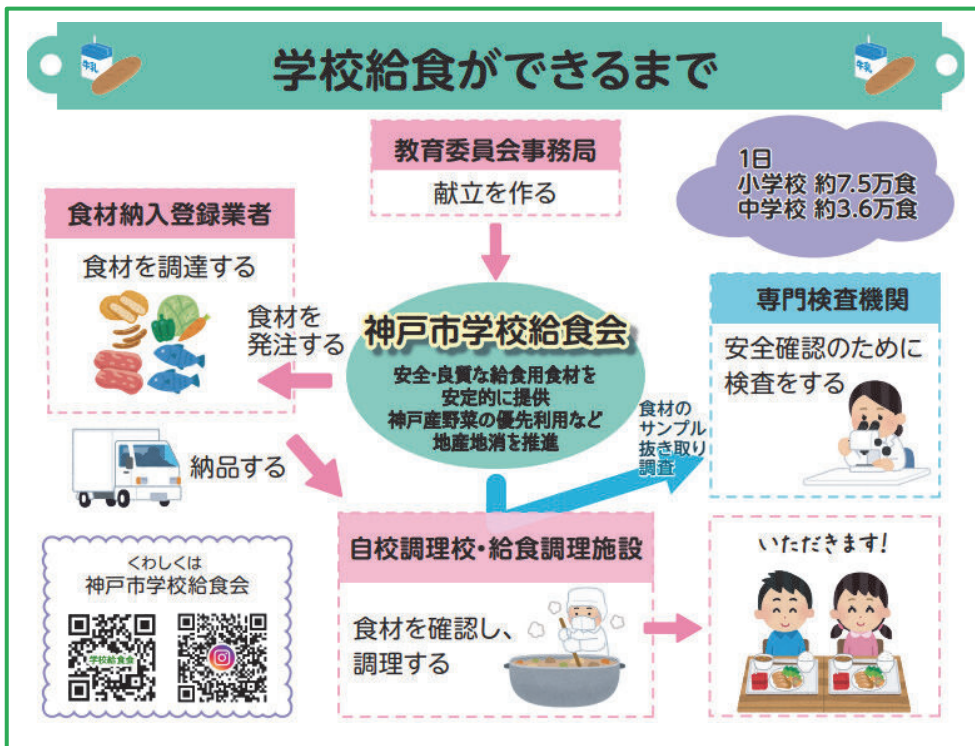 学校給食ができるまで
牛乳
牛乳
教育委員会事務局
献立を作る
1日
小学校 約7.5万食
中学校 約3.6万食
食材納入登録業者
食材を調達する
食材を
発注する
神戸市学校給食会
安全・良質な給食用食材を
安定的に提供
神戸産野菜の優先利用など
地産地消を推進
専門検査機関
安全確認のために
検査をする
食材の
サンプル
抜き取り
調査
納品する
自校調理校・給食調理施設
食材を確認し、
調理する
いただきます!
くわしくは
神戸市学校給食会
学校給食会